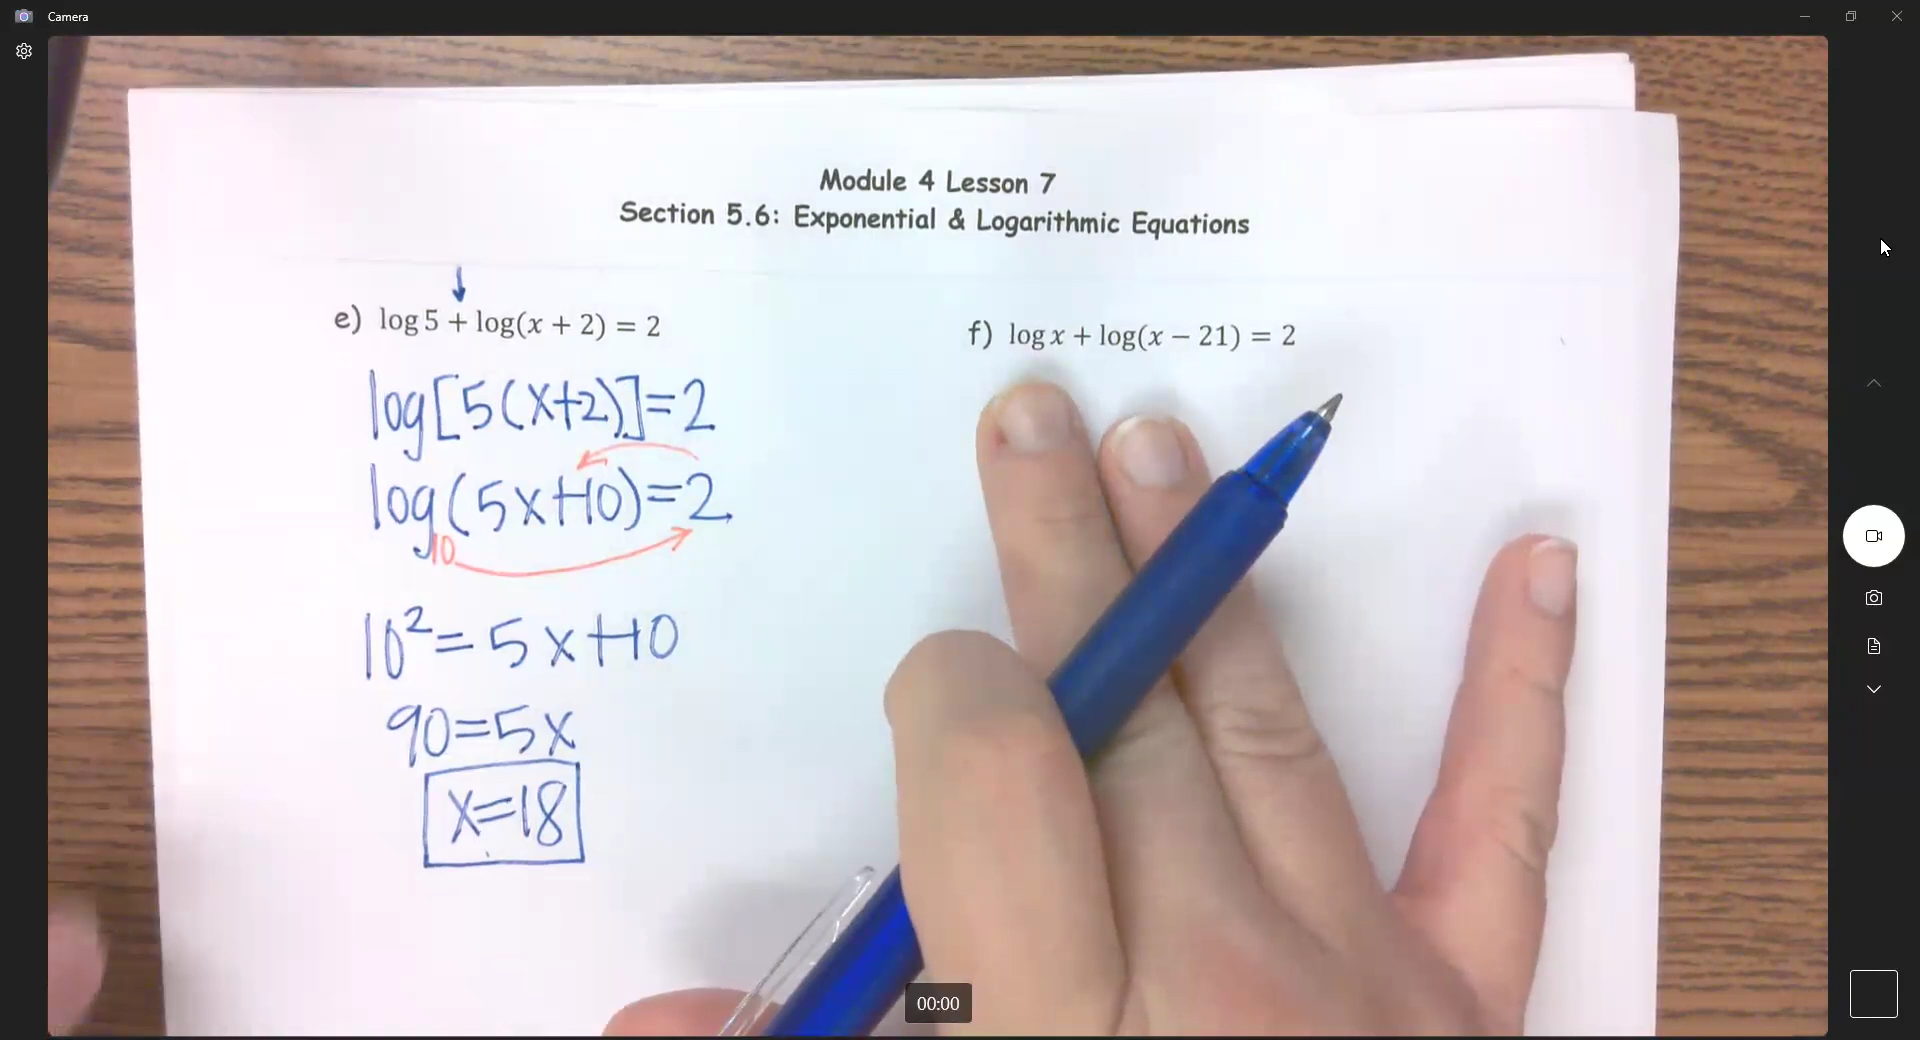 Camera
Module 4 Lesson 7
Section 5.6: Exponential & Logarithmic Equations
e) log 5 + log(x + 2) = 2
log[5(x+2)]=2
log(5x+10)=2
10
10²=5x+10
90=5x
x=18
f) log x + log(x − 21) = 2
00:00